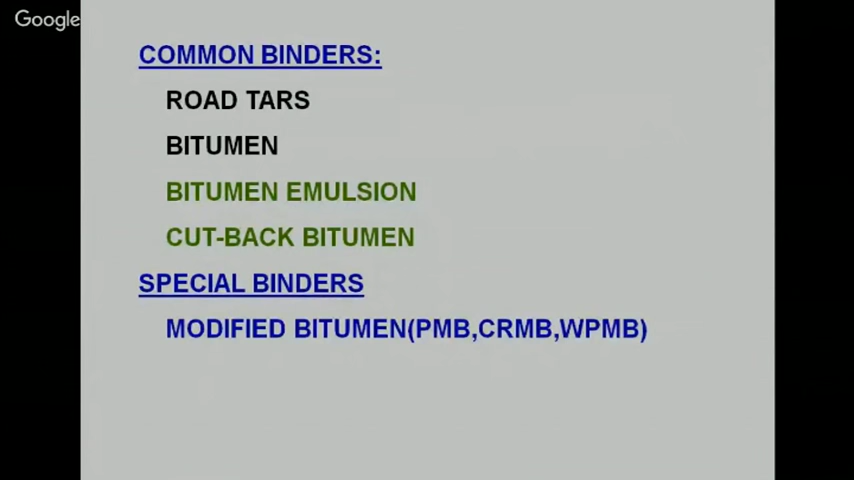 Google
COMMON BINDERS:
ROAD TARS
BITUMEN
BITUMEN EMULSION
CUT-BACK BITUMEN
SPECIAL BINDERS
MODIFIED BITUMEN(PMB,CRMB,WPMB)